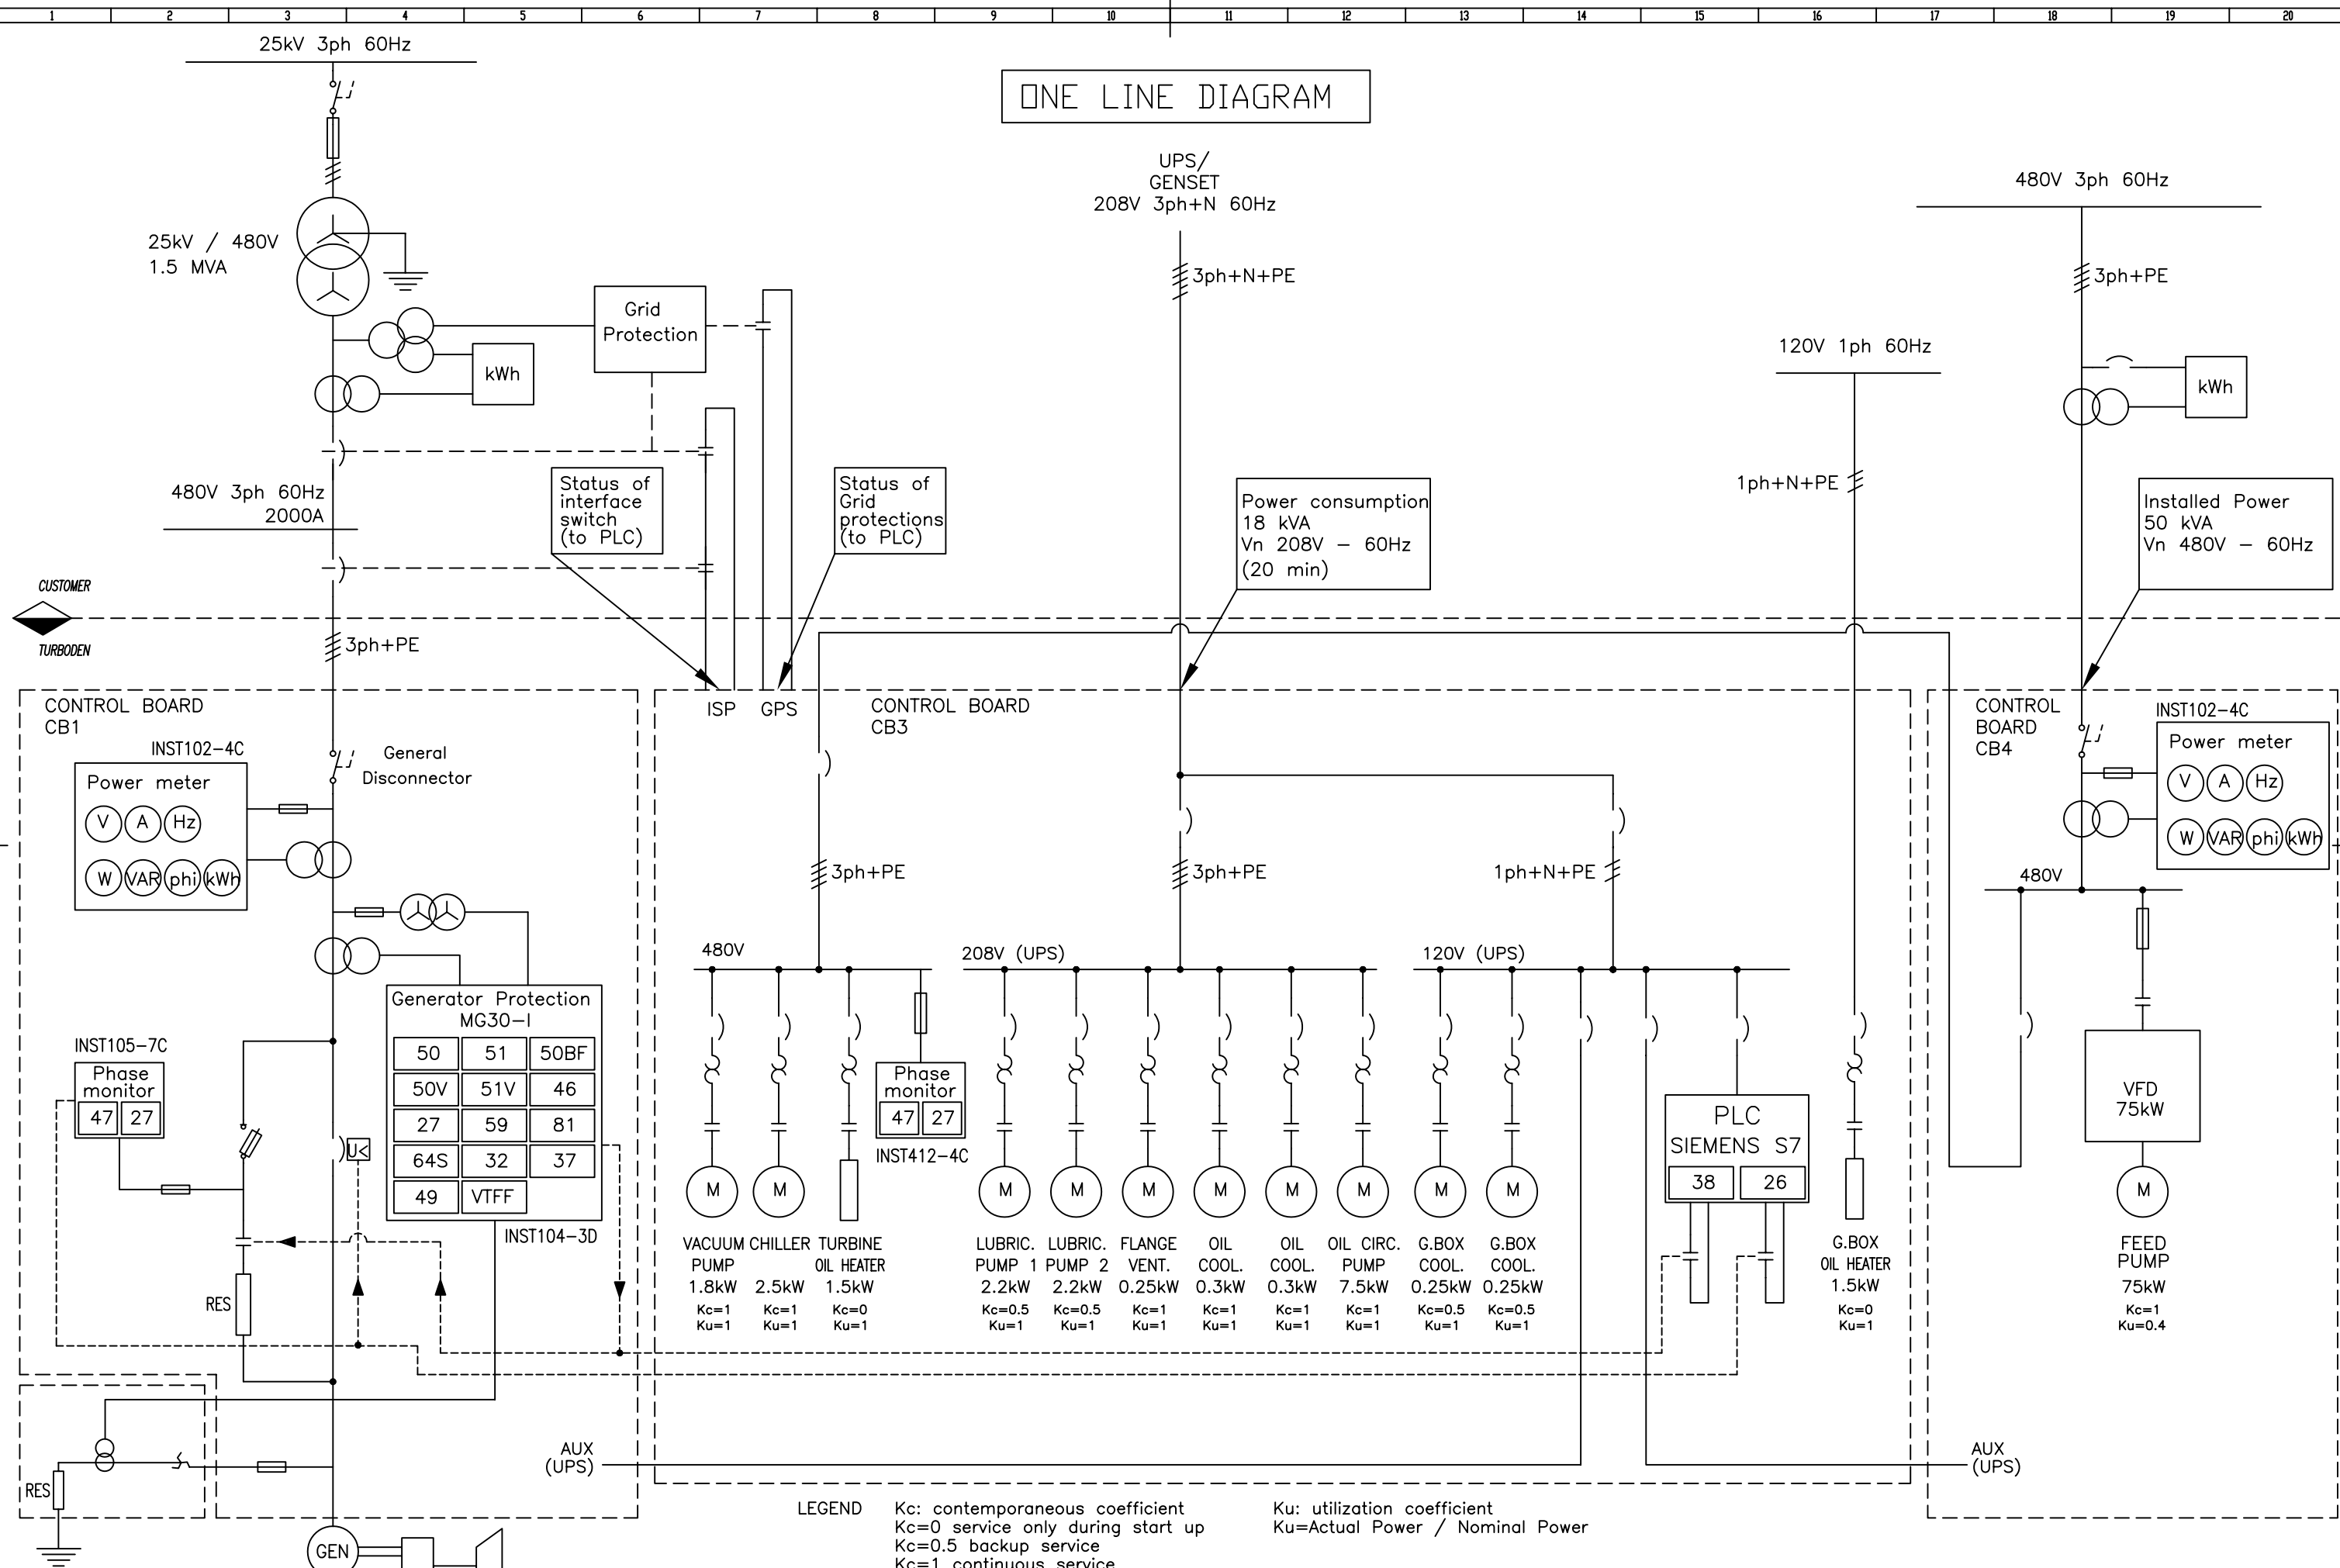 1 2 3 4 5 6 7 8 9 10 11 12 13 14 15 16 17 18 19 20
25kV 3ph 60Hz
ONE LINE DIAGRAM
UPS/
GENSET
208V 3ph+N 60Hz
480V 3ph 60Hz
25kV / 480V
1.5 MVA
3ph+N+PE
3ph+PE
Grid
Protection
kWh
120V 1ph 60Hz
kWh
1ph+N+PE
480V 3ph 60Hz
2000A
Status of
interface
switch
(to PLC)
Status of
Grid
protections
(to PLC)
Power consumption
18 kVA
Vn 208V – 60Hz
(20 min)
Installed Power
50 kVA
Vn 480V – 60Hz
CUSTOMER
TURBODEN
3ph+PE
CONTROL BOARD
CB1
INST102-4C
Power meter
V A Hz
W VAR phi kWh
General
Disconnector
ISP GPS
CONTROL BOARD
CB3
CONTROL
BOARD
CB4
INST102-4C
Power meter
V A Hz
W VAR phi kWh
3ph+PE
3ph+PE
1ph+N+PE
480V
480V
208V (UPS)
120V (UPS)
Generator Protection
MG30-I
50 51 50BF
50V 51V 46
27 59 81
64S 32 37
49 VTFF
INST104-3D
INST105-7C
Phase
monitor
47 27
U<
RES
Phase
monitor
47 27
INST412-4C
PLC
SIEMENS S7
38 26
VFD
75kW
M M M M M M M M M M M
VACUUM
PUMP
1.8kW
Kc=1
Ku=1
CHILLER
2.5kW
Kc=1
Ku=1
TURBINE
OIL HEATER
1.5kW
Kc=0
Ku=1
LUBRIC.
PUMP 1
2.2kW
Kc=0.5
Ku=1
LUBRIC.
PUMP 2
2.2kW
Kc=0.5
Ku=1
FLANGE
VENT.
0.25kW
Kc=1
Ku=1
OIL
COOL.
0.3kW
Kc=1
Ku=1
OIL
COOL.
0.3kW
Kc=1
Ku=1
OIL CIRC.
PUMP
7.5kW
Kc=1
Ku=1
G.BOX
COOL.
0.25kW
Kc=0.5
Ku=1
G.BOX
COOL.
0.25kW
Kc=0.5
Ku=1
G.BOX
OIL HEATER
1.5kW
Kc=0
Ku=1
FEED
PUMP
75kW
Kc=1
Ku=0.4
AUX
(UPS)
AUX
(UPS)
RES
GEN
LEGEND
Kc: contemporaneous coefficient
Kc=0 service only during start up
Kc=0.5 backup service
Kc=1 continuous service
Ku: utilization coefficient
Ku=Actual Power / Nominal Power